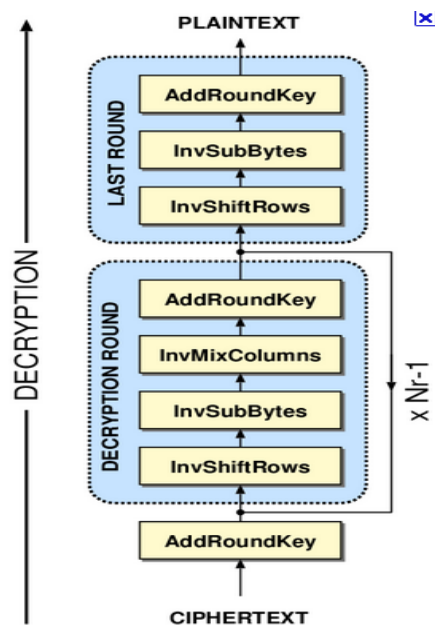 PLAINTEXT
AddRoundKey
InvSubBytes
InvShiftRows
LAST ROUND
AddRoundKey
InvMixColumns
InvSubBytes
InvShiftRows
DECRYPTION ROUND
x Nr-1
AddRoundKey
CIPHERTEXT
DECRYPTION